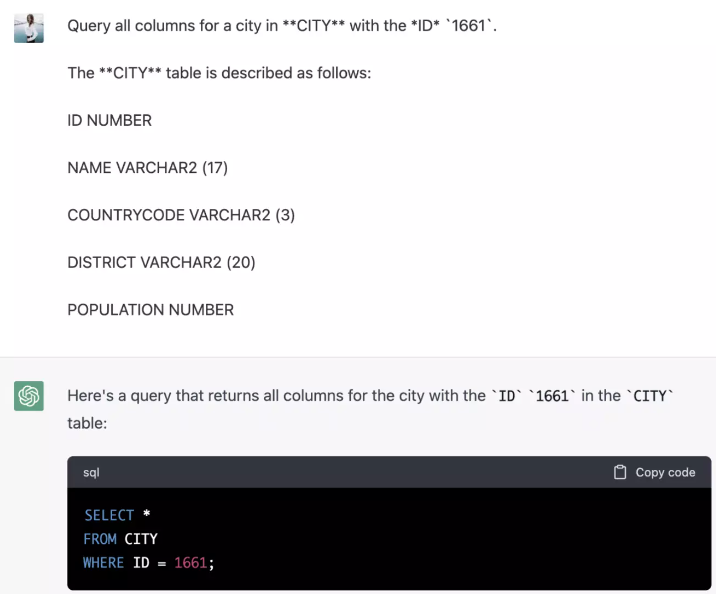 Query all columns for a city in **CITY** with the *ID* `1661`.
The **CITY** table is described as follows:
ID NUMBER
NAME VARCHAR2 (17)
COUNTRYCODE VARCHAR2 (3)
DISTRICT VARCHAR2 (20)
POPULATION NUMBER
Here's a query that returns all columns for the city with the `ID` `1661` in the `CITY`
table:
sql Copy code
SELECT *
FROM CITY
WHERE ID = 1661;